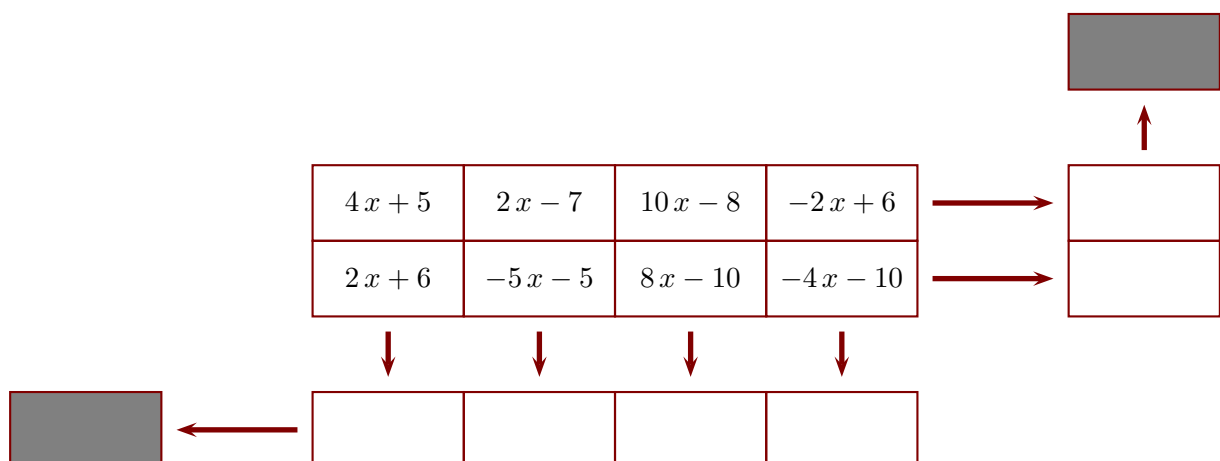 4x + 5 2x − 7 10x − 8 −2x + 6
2x + 6 −5x − 5 8x − 10 −4x − 10